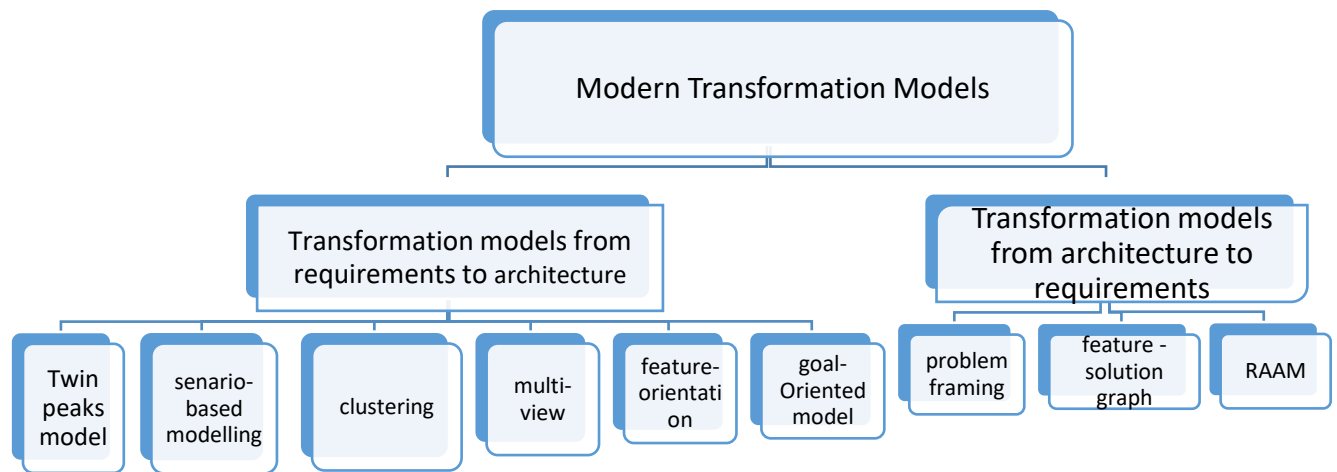 Modern Transformation Models
Transformation models from
requirements to architecture
Transformation models
from architecture to
requirements
Twin
peaks
model
senario-
based
modelling
clustering
multi-
view
feature-
orientati
on
goal-
Oriented
model
problem
framing
feature -
solution
graph
RAAM